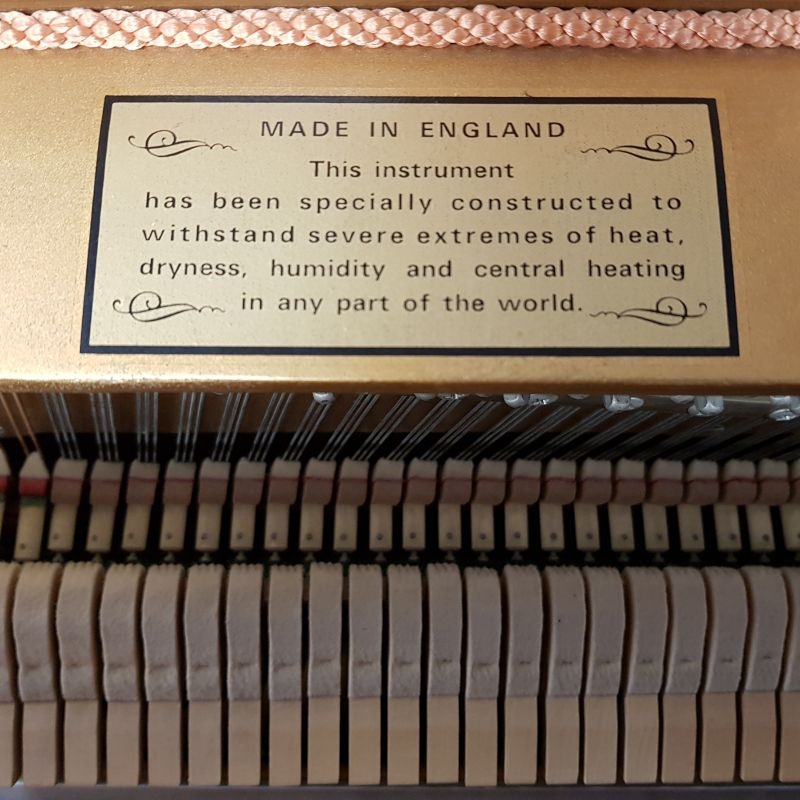 MADE IN ENGLAND
This instrument
has been specially constructed to
withstand severe extremes of heat,
dryness, humidity and central heating
in any part of the world.